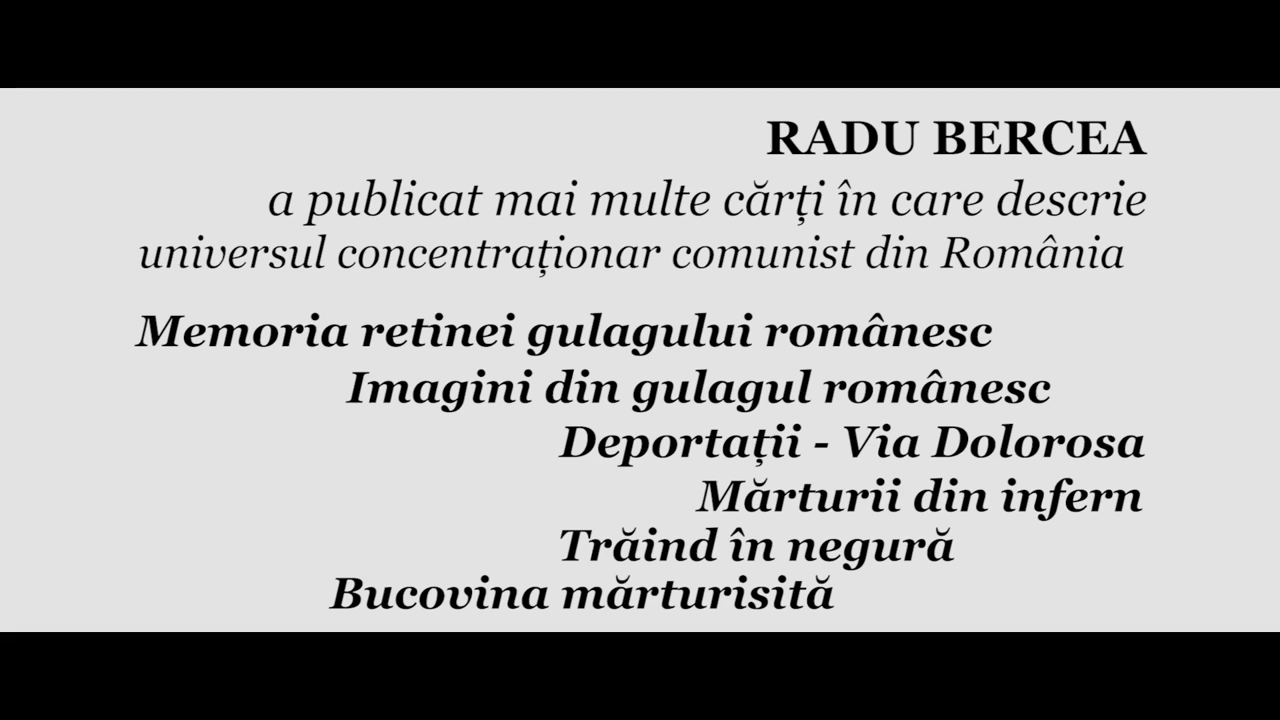 RADU BERCEA
a publicat mai multe cărți în care descrie
universul concentraționar comunist din România
Memoria retinei gulagului românesc
Imagini din gulagul românesc
Deportații - Via Dolorosa
Mărturii din infern
Trăind în negură
Bucovina mărturisită